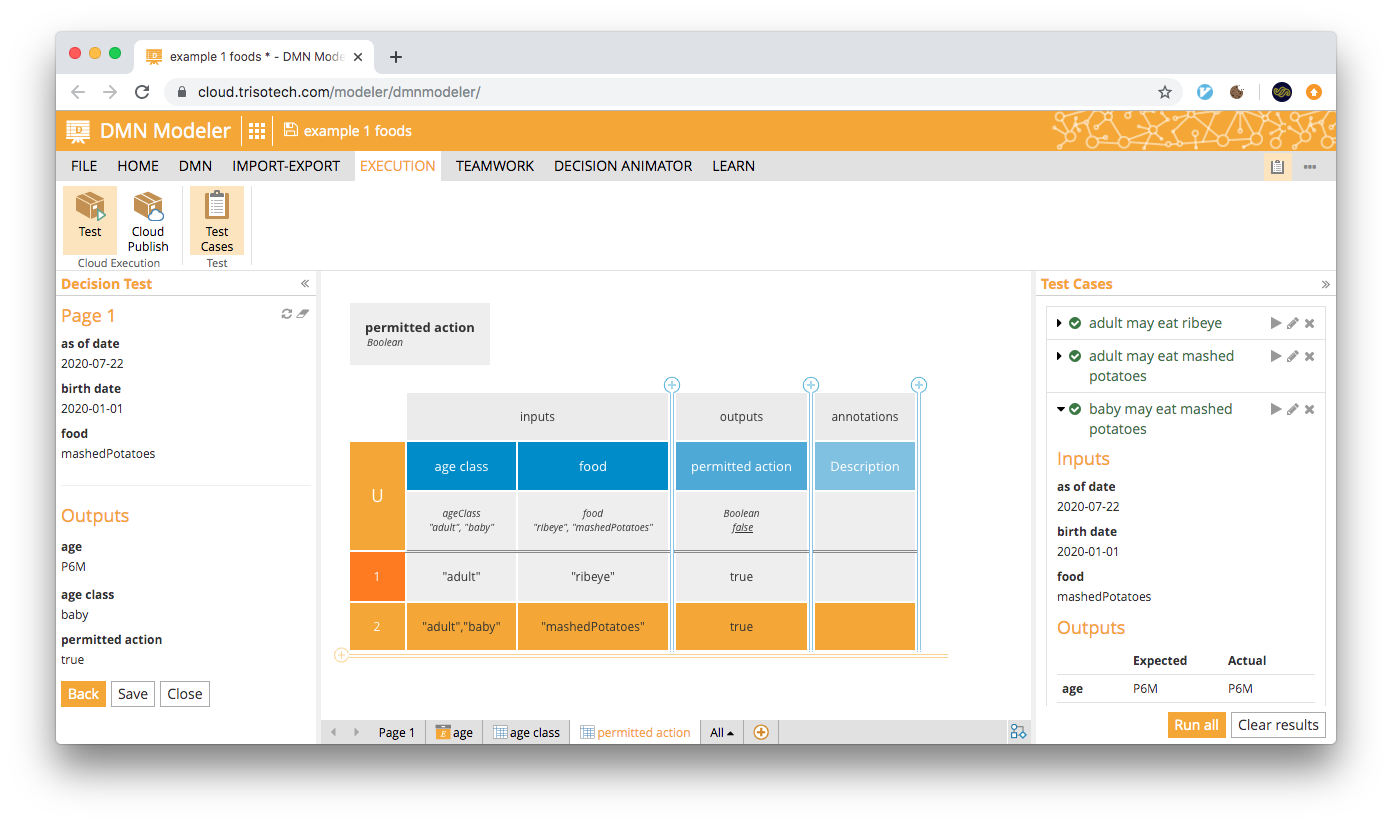 example 1 foods * - DMN Mode
cloud.trisotech.com/modeler/dmnmodeler/
DMN Modeler
example 1 foods
FILE HOME DMN IMPORT-EXPORT EXECUTION TEAMWORK DECISION ANIMATOR LEARN
Test
Cloud Publish
Cloud Execution
Test Cases
Test
Decision Test
Page 1
as of date
2020-07-22
birth date
2020-01-01
food
mashedPotatoes
Outputs
age
P6M
age class
baby
permitted action
true
Back Save Close
permitted action
Boolean
inputs outputs annotations
U
age class food permitted action Description
ageClass food Boolean
"adult", "baby" "ribeye", "mashedPotatoes" false
1 "adult" "ribeye" true
2 "adult","baby" "mashedPotatoes" true
Page 1 age age class permitted action All
Test Cases
adult may eat ribeye
adult may eat mashed
potatoes
baby may eat mashed
potatoes
Inputs
as of date
2020-07-22
birth date
2020-01-01
food
mashedPotatoes
Outputs
Expected Actual
age P6M P6M
Run all Clear results